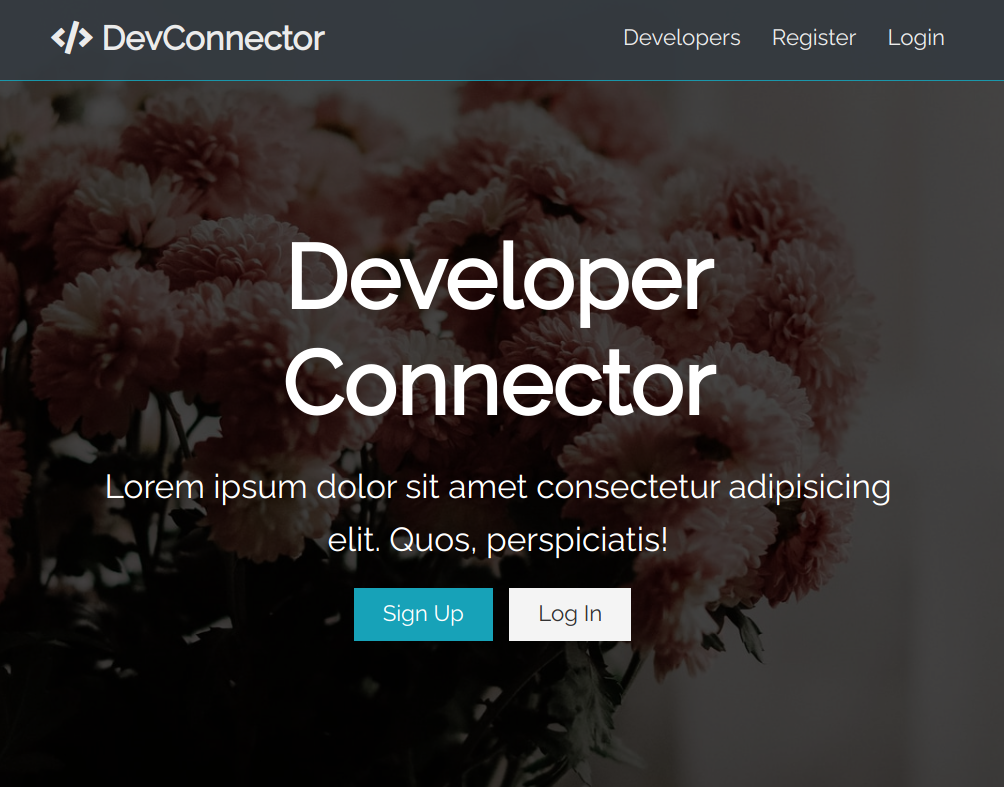 </> DevConnector
Developers Register Login
Developer
Connector
Lorem ipsum dolor sit amet consectetur adipisicing
elit. Quos, perspiciatis!
Sign Up Log In